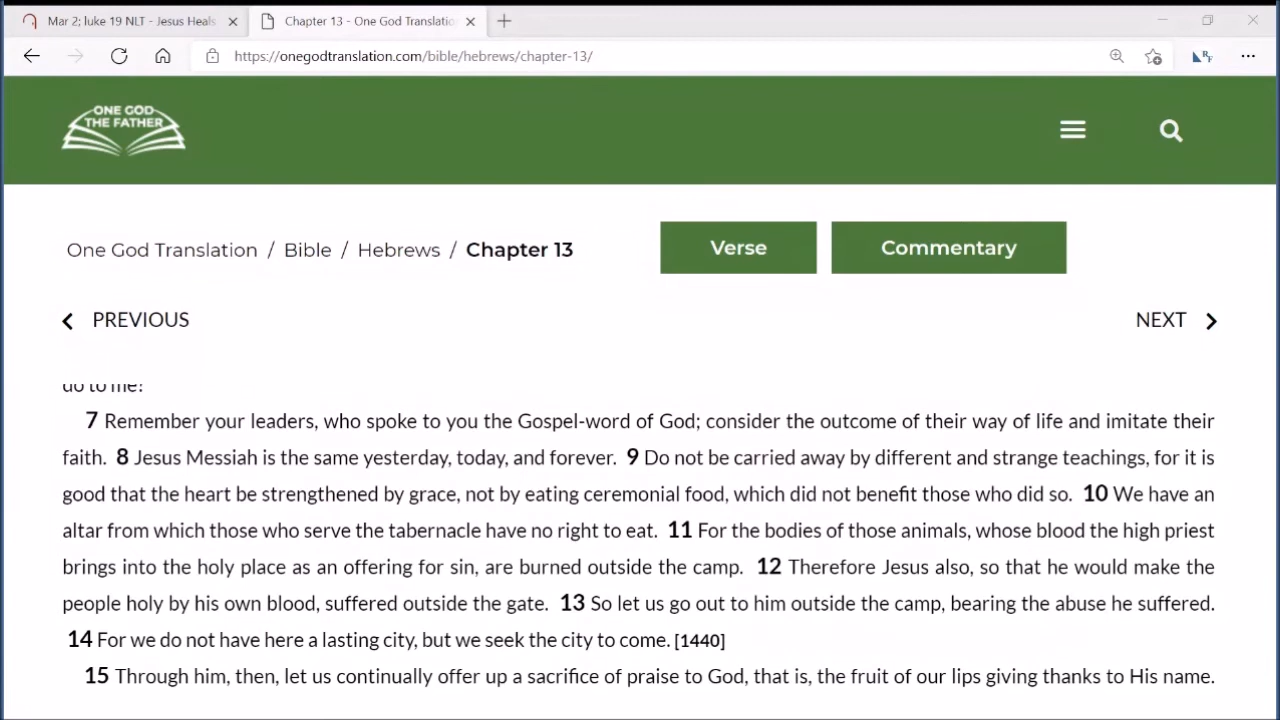 Mar 2; luke 19 NLT - Jesus Heals
Chapter 13 - One God Translation
https://onegodtranslation.com/bible/hebrews/chapter-13/
ONE GOD
THE FATHER
One God Translation / Bible / Hebrews / Chapter 13
Verse
Commentary
PREVIOUS
NEXT
do to me?
7 Remember your leaders, who spoke to you the Gospel-word of God; consider the outcome of their way of life and imitate their
faith. 8 Jesus Messiah is the same yesterday, today, and forever. 9 Do not be carried away by different and strange teachings, for it is
good that the heart be strengthened by grace, not by eating ceremonial food, which did not benefit those who did so. 10 We have an
altar from which those who serve the tabernacle have no right to eat. 11 For the bodies of those animals, whose blood the high priest
brings into the holy place as an offering for sin, are burned outside the camp. 12 Therefore Jesus also, so that he would make the
people holy by his own blood, suffered outside the gate. 13 So let us go out to him outside the camp, bearing the abuse he suffered.
14 For we do not have here a lasting city, but we seek the city to come. [1440]
15 Through him, then, let us continually offer up a sacrifice of praise to God, that is, the fruit of our lips giving thanks to His name.